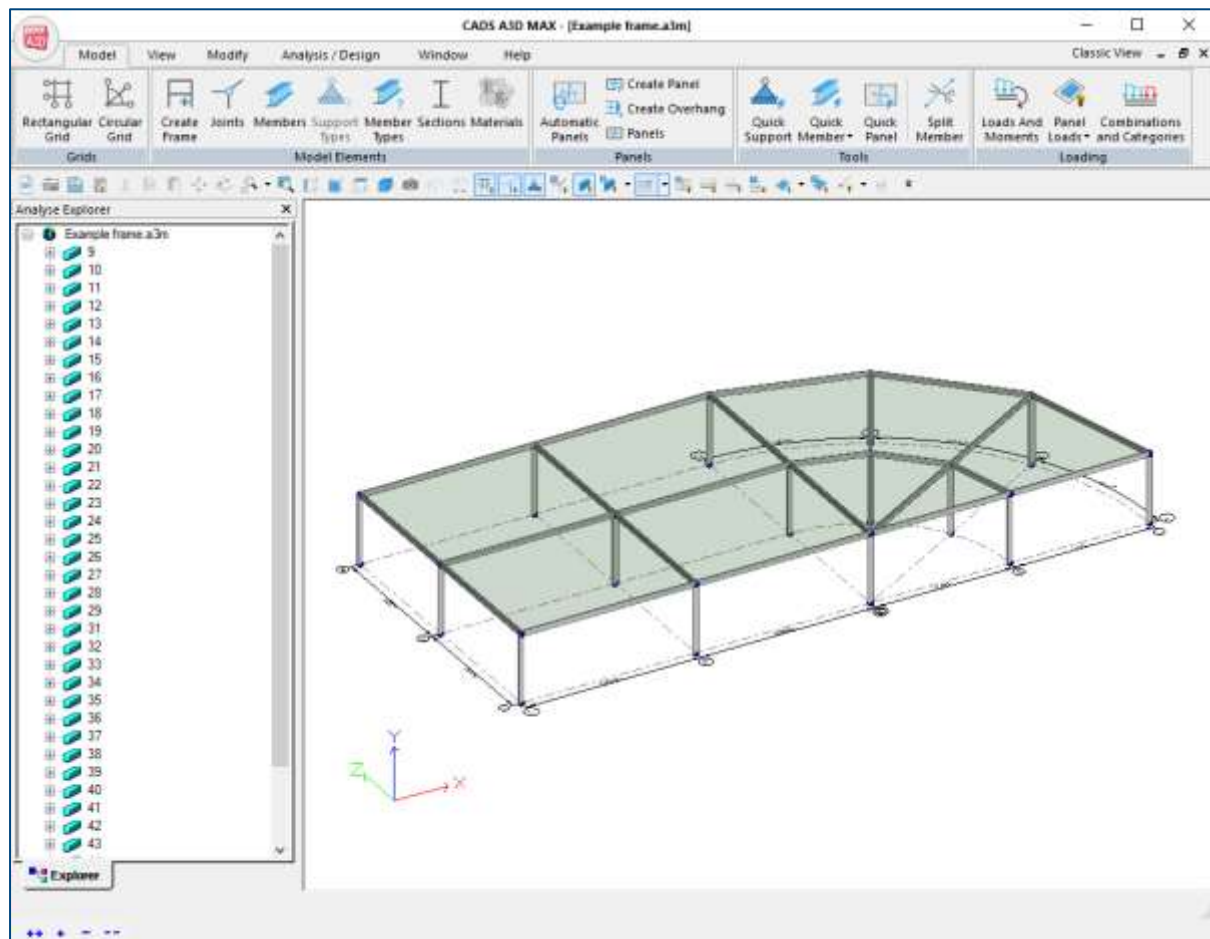 CADS A3D MAX - [Example frame.a3m]
A3D
Model View Modify Analysis / Design Window Help Classic View
Rectangular Grid
Circular Grid
Create Frame
Joints
Members
Support Types
Member Types
Sections
Materials
Automatic Panels
Create Panel
Create Overhang
Panels
Quick Support
Quick Member
Quick Panel
Split Member
Loads And Moments
Panel Loads
Combinations and Categories
Grids Model Elements Panels Tools Loading
Analyse Explorer
Example frame.a3m
9
10
11
12
13
14
15
16
17
18
19
20
21
22
23
24
25
26
27
28
29
31
32
33
34
35
36
37
38
39
40
41
42
43
Y
Z
X
Explorer